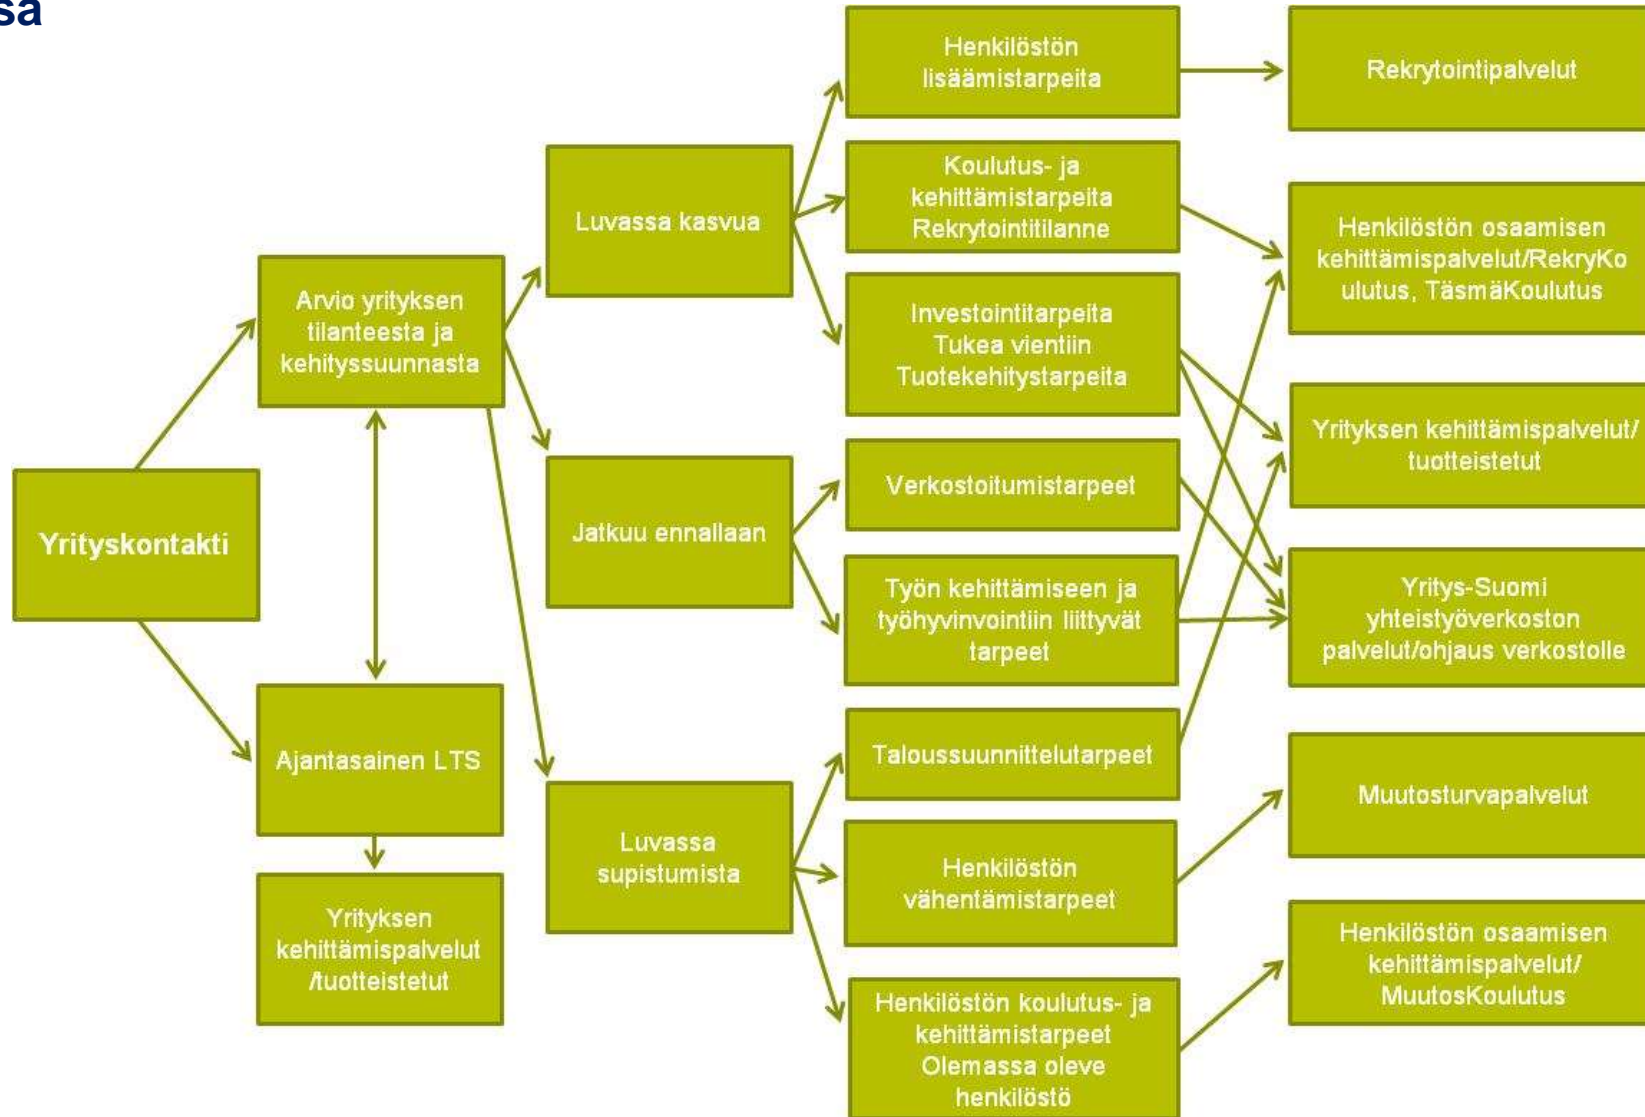 sa
Yrityskontakti
Arvio yrityksen
tilanteesta ja
kehityssuunnasta
Ajantasainen LTS
Yrityksen
kehittämispalvelut
/tuotteistetut
Luvassa kasvua
Jatkuu ennallaan
Luvassa
supistumista
Henkilöstön
lisäämistarpeita
Koulutus- ja
kehittämistarpeita
Rekrytointitilanne
Investointitarpeita
Tukea vientiin
Tuotekehitystarpeita
Verkostoitumistarpeet
Työn kehittämiseen ja
työhyvinvointiin liittyvät
tarpeet
Taloussuunnittelutarpeet
Henkilöstön
vähentämistarpeet
Henkilöstön koulutus- ja
kehittämistarpeet
Olemassa oleve
henkilöstö
Rekrytointipalvelut
Henkilöstön osaamisen
kehittämispalvelut/RekryKo
ulutus, TäsmäKoulutus
Yrityksen kehittämispalvelut/
tuotteistetut
Yritys-Suomi
yhteistyöverkoston
palvelut/ohjaus verkostolle
Muutosturvapalvelut
Henkilöstön osaamisen
kehittämispalvelut/
MuutosKoulutus